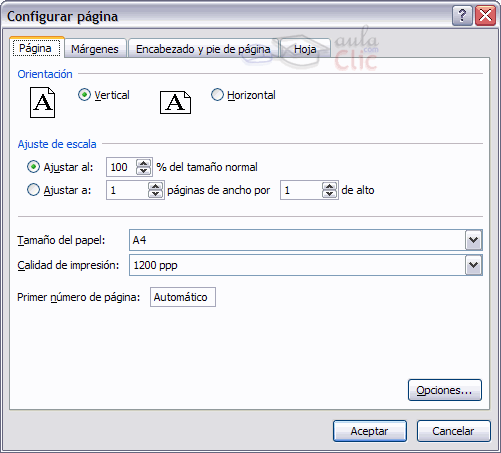 Configurar página
Página Márgenes Encabezado y pie de página Hoja
aula
.com
Clic
Orientación
A Vertical A Horizontal
Ajuste de escala
Ajustar al: 100 % del tamaño normal
Ajustar a: 1 páginas de ancho por 1 de alto
Tamaño del papel: A4
Calidad de impresión: 1200 ppp
Primer número de página: Automático
Opciones...
Aceptar Cancelar